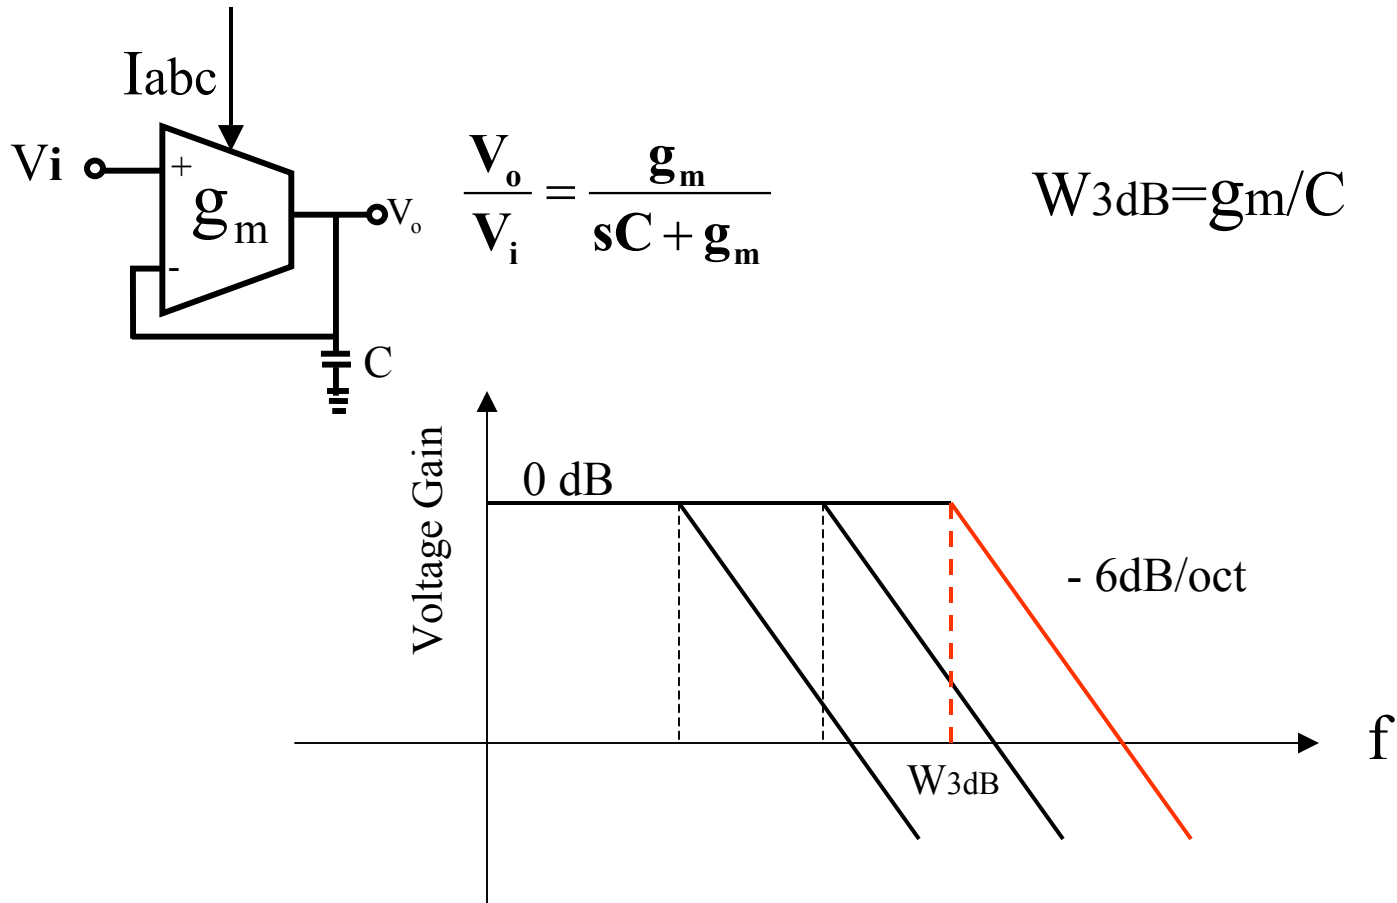 Iabc
Vi
+
gm
-
Vo
C
Vo/Vi = gm/(sC + gm)
W3dB=gm/C
Voltage Gain
0 dB
- 6dB/oct
W3dB
f